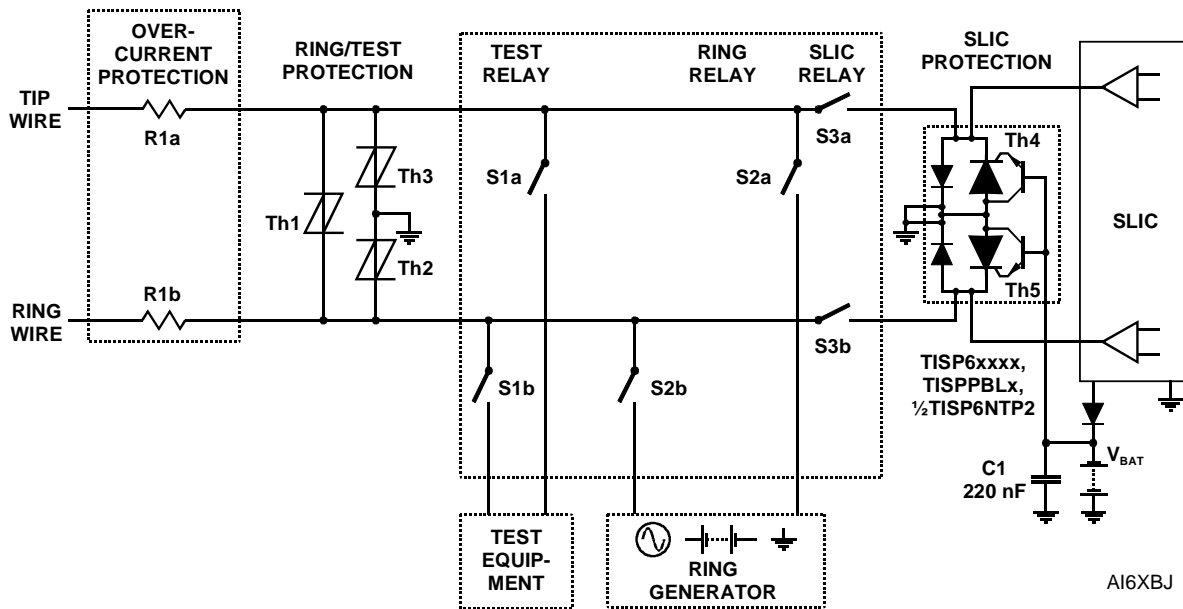 OVER-
CURRENT
PROTECTION
RING/TEST
PROTECTION
TEST
RELAY
RING
RELAY
SLIC
RELAY
SLIC
PROTECTION
TIP
WIRE
R1a
S3a
Th4
Th3
S1a
S2a
Th1
SLIC
Th2
R1b
Th5
RING
WIRE
S3b
S1b
S2b
TISP6xxxx,
TISPPBLx,
½TISP6NTP2
C1
220 nF
VBAT
TEST
EQUIP-
MENT
RING
GENERATOR
AI6XBJ